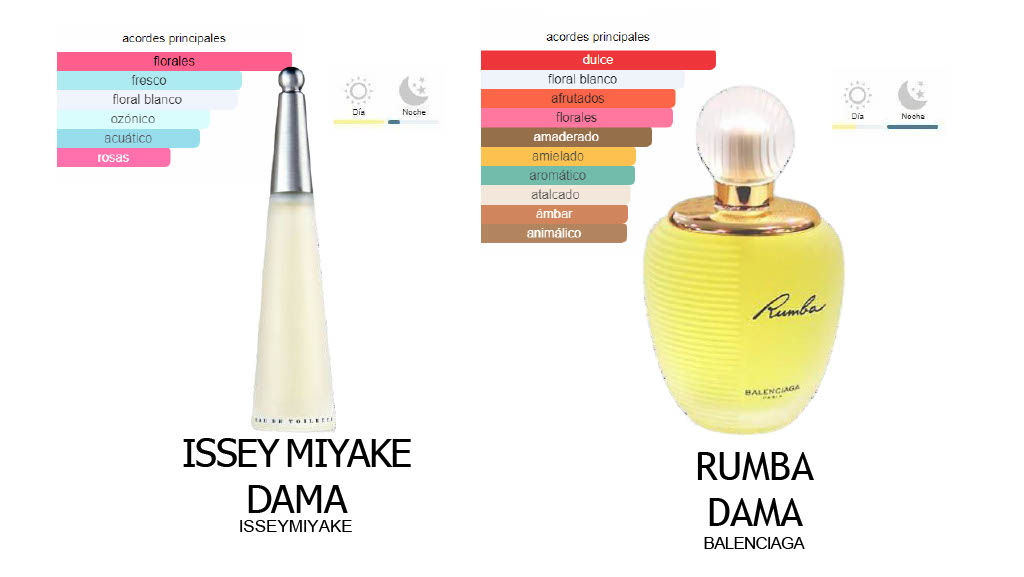 acordes principales
florales
fresco
floral blanco
ozónico
acuático
rosas
Día
Noche
EAU DE TOILETTE
ISSEY MIYAKE
DAMA
ISSEYMIYAKE
acordes principales
dulce
floral blanco
afrutados
florales
amaderado
amielado
aromático
atalcado
âmbar
animálico
Día
Noche
Rumba
BALENCIAGA
PARIS
RUMBA
DAMA
BALENCIAGA